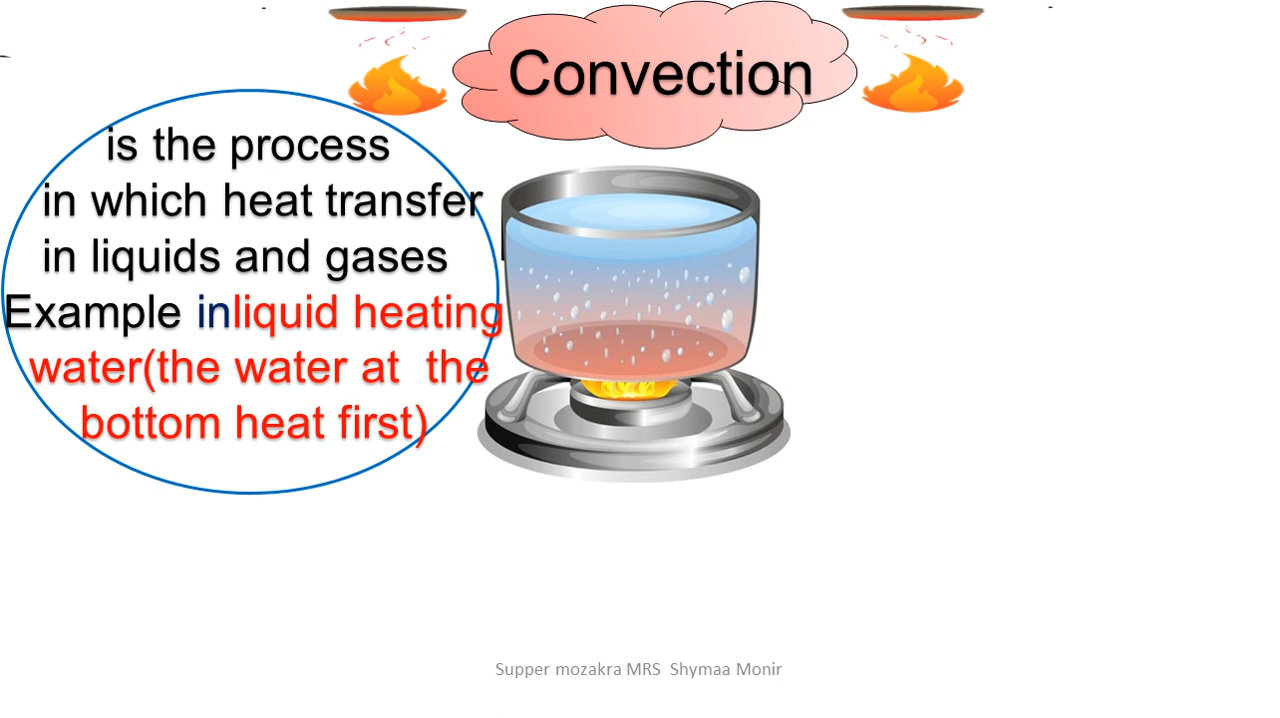 Convection
is the process
in which heat transfer
in liquids and gases
Example inliquid heating
water(the water at  the
bottom heat first)
Supper mozakra MRS  Shymaa Monir